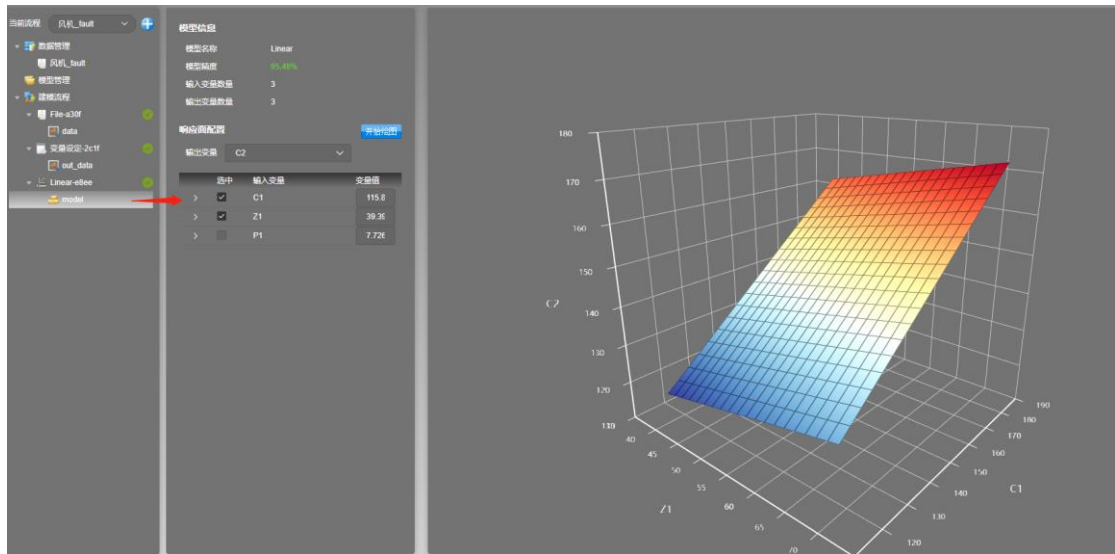 当前流程 风机_fault
数据管理
风机_fault
模型管理
建模流程
File-a30f
data
变量设定-2c1f
out_data
Linear-e8ee
model
模型信息
模型名称 Linear
模型精度 95.48%
输入变量数量 3
输出变量数量 3
响应面配置 开始绘图
输出变量 C2
选中 输入变量 变量值
C1 115.8
Z1 39.39
P1 7.726
180
170
160
150
140
130
120
110
C2
40
45
50
55
60
65
70
Z1
120
130
140
150
160
170
180
190
C1